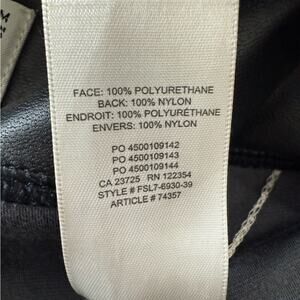 M
FACE: 100% POLYURETHANE
BACK: 100% NYLON
ENDROIT: 100% POLYURÉTHANE
ENVERS: 100% NYLON
PO 4500109142
PO 4500109143
PO 4500109144
CA 23725 RN 122354
STYLE # FSL7-6930-39
ARTICLE # 74357